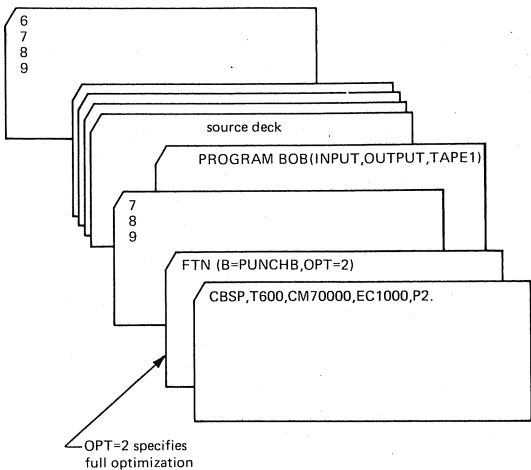 6
7
8
9
source deck
PROGRAM BOB(INPUT,OUTPUT,TAPE1)
7
8
9
FTN (B=PUNCHB,OPT=2)
CBSP,T600,CM70000,EC1000,P2.
OPT=2 specifies
full optimization